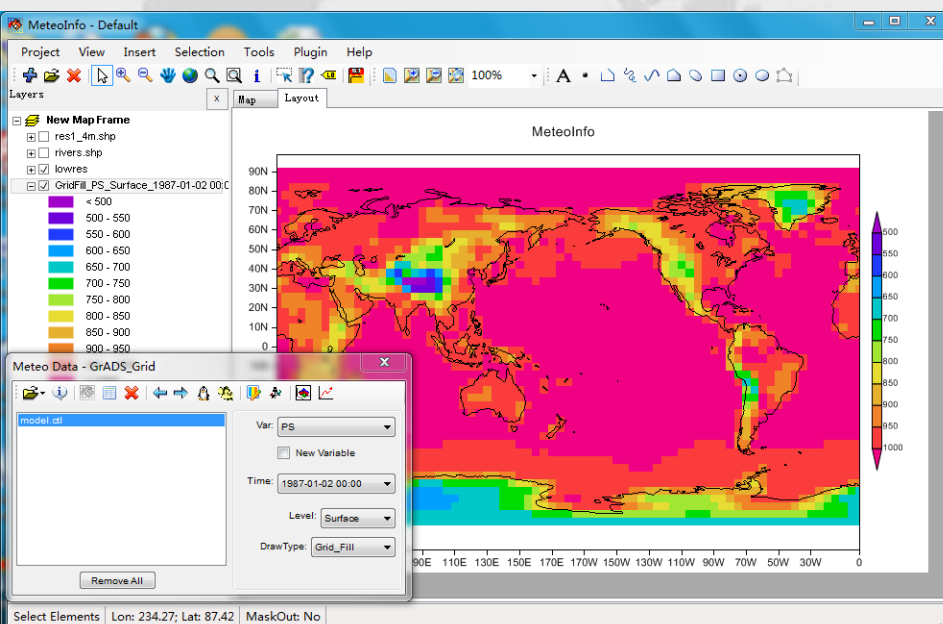 MeteoInfo - Default
Project View Insert Selection Tools Plugin Help
100%
A
Layers
x
Map Layout
New Map Frame
res1_4m.shp
rivers.shp
lowres
GridFill_PS_Surface_1987-01-02 00:0
< 500
500 - 550
550 - 600
600 - 650
650 - 700
700 - 750
750 - 800
800 - 850
850 - 900
900 - 950
MeteoInfo
90N
80N
70N
60N
50N
40N
30N
20N
10N
0
90E 110E 130E 150E 170E 170W 150W 130W 110W 90W 70W 50W 30W 0
500
550
600
650
700
750
800
850
900
950
1000
Meteo Data - GrADS_Grid
model.ctl
Var: PS
New Variable
Time: 1987-01-02 00:00
Level: Surface
DrawType: Grid_Fill
Remove All
Select Elements Lon: 234.27; Lat: 87.42 MaskOut: No